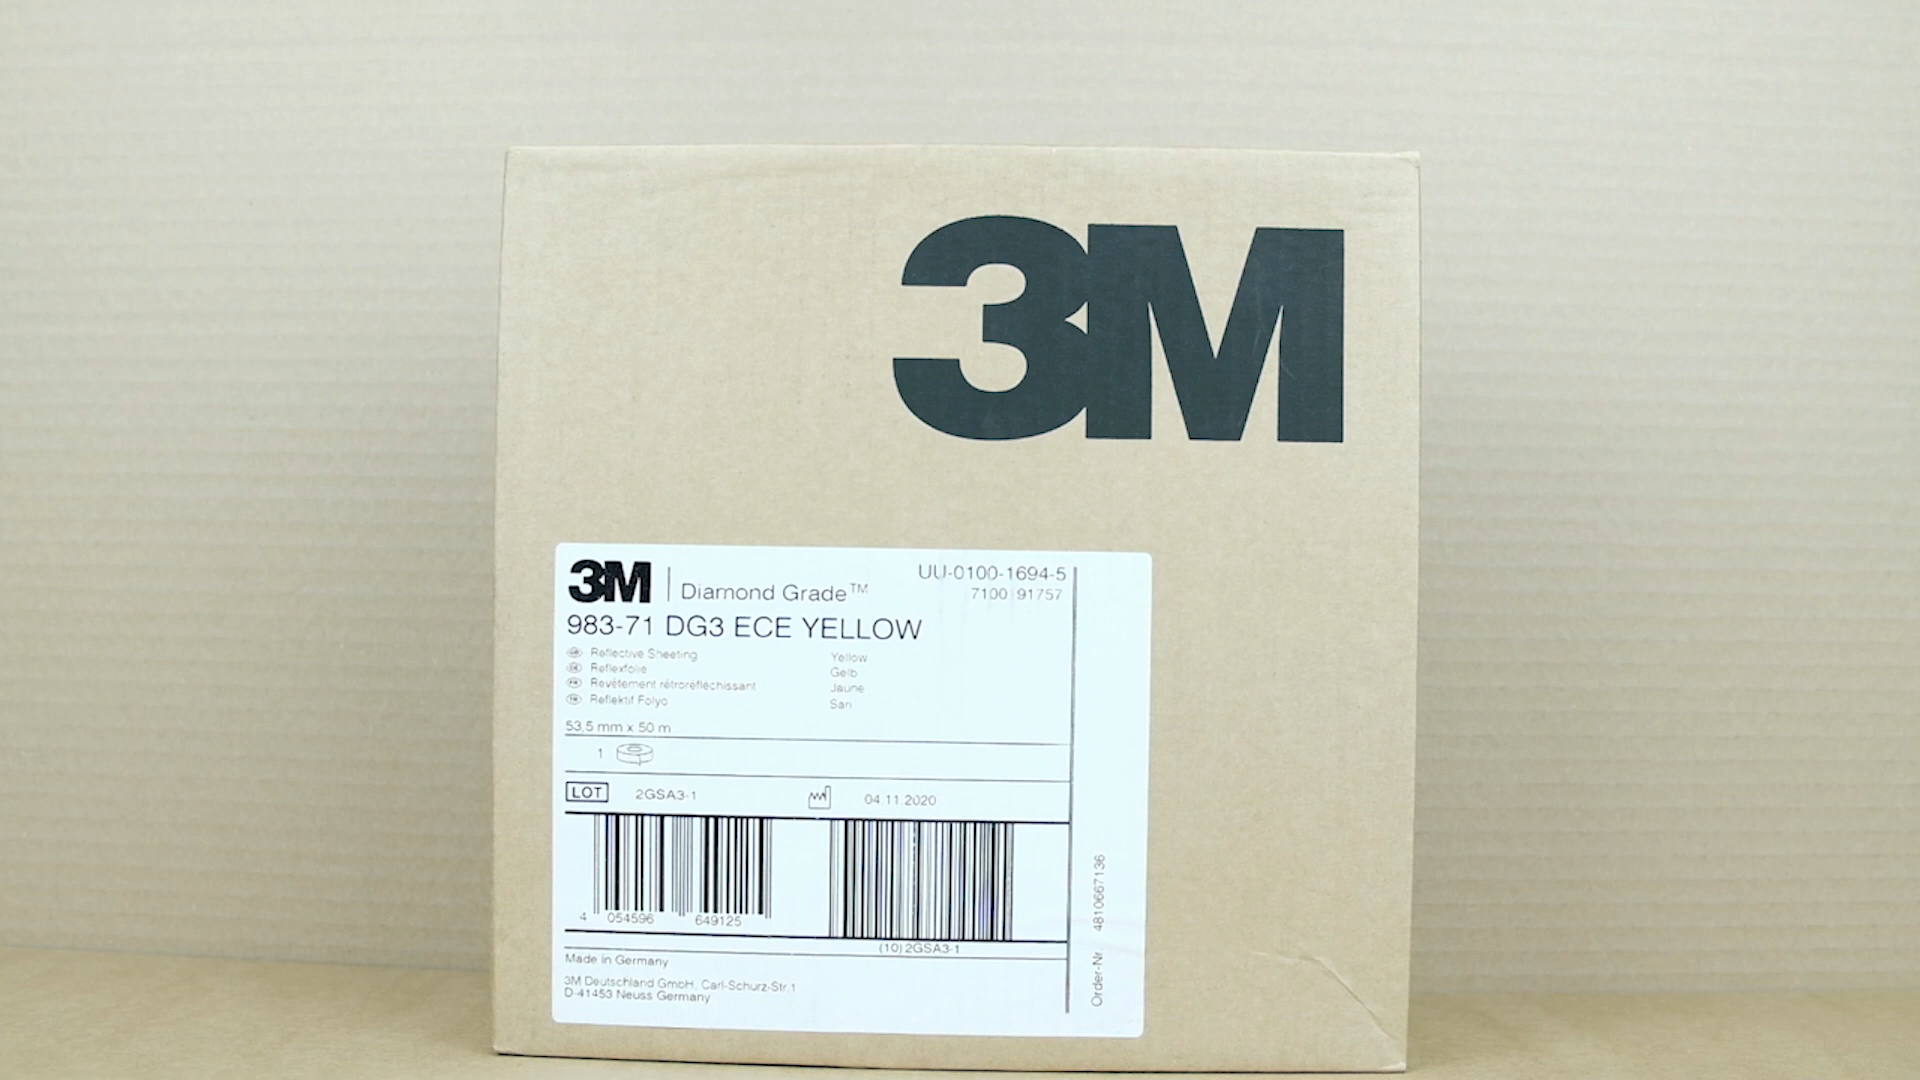 3M
3M Diamond Grade™ UU-0100-1694-5
7100 91757
983-71 DG3 ECE YELLOW
Reflective Sheeting Yellow
Reflexfolie Gelb
Revêtement rétroréfléchissant Jaune
Reflektif Folyo Sarı
53,5 mm x 50 m
1
LOT 2GSA3-1 04.11.2020
4 054596 649125
(10) 2GSA3-1
Made in Germany
3M Deutschland GmbH, Carl-Schurz-Str.1
D-41453 Neuss Germany
Order-Nr. 4810667136